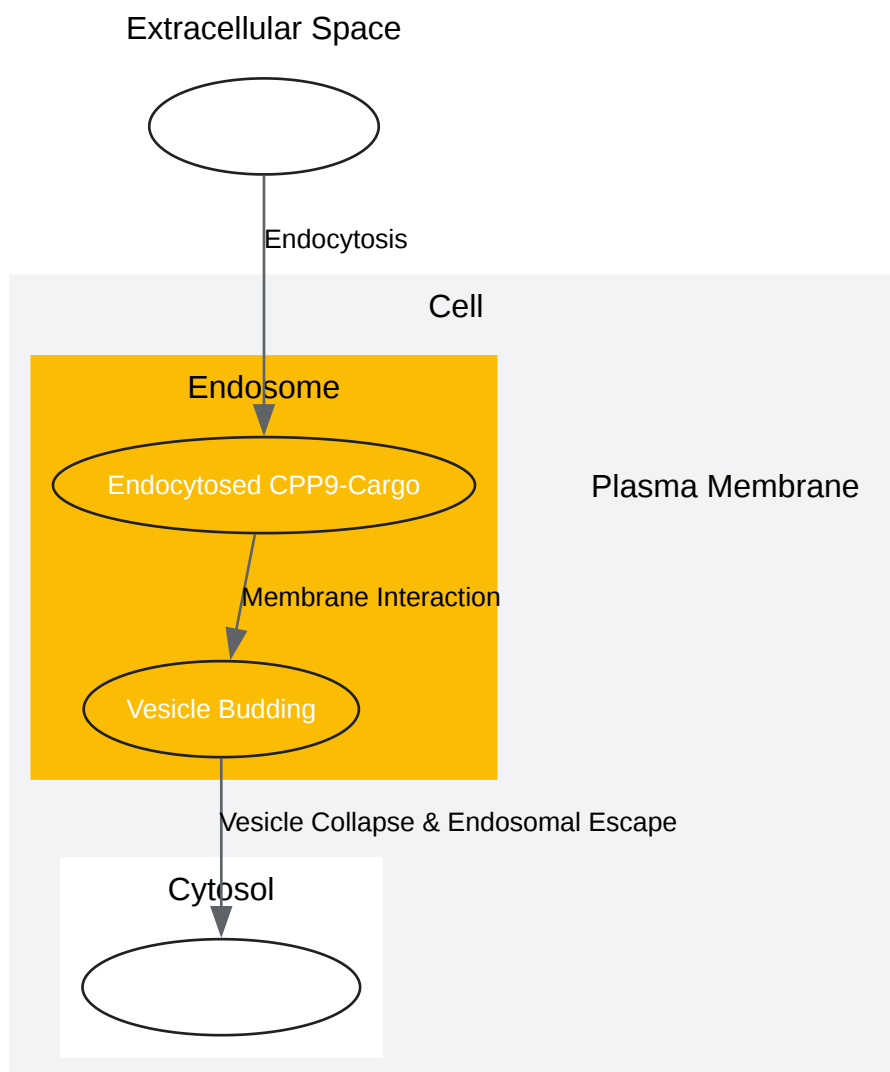 Extracellular Space
Endocytosis
Cell
Endosome
Endocytosed CPP9-Cargo
Plasma Membrane
Membrane Interaction
Vesicle Budding
Vesicle Collapse & Endosomal Escape
Cytosol